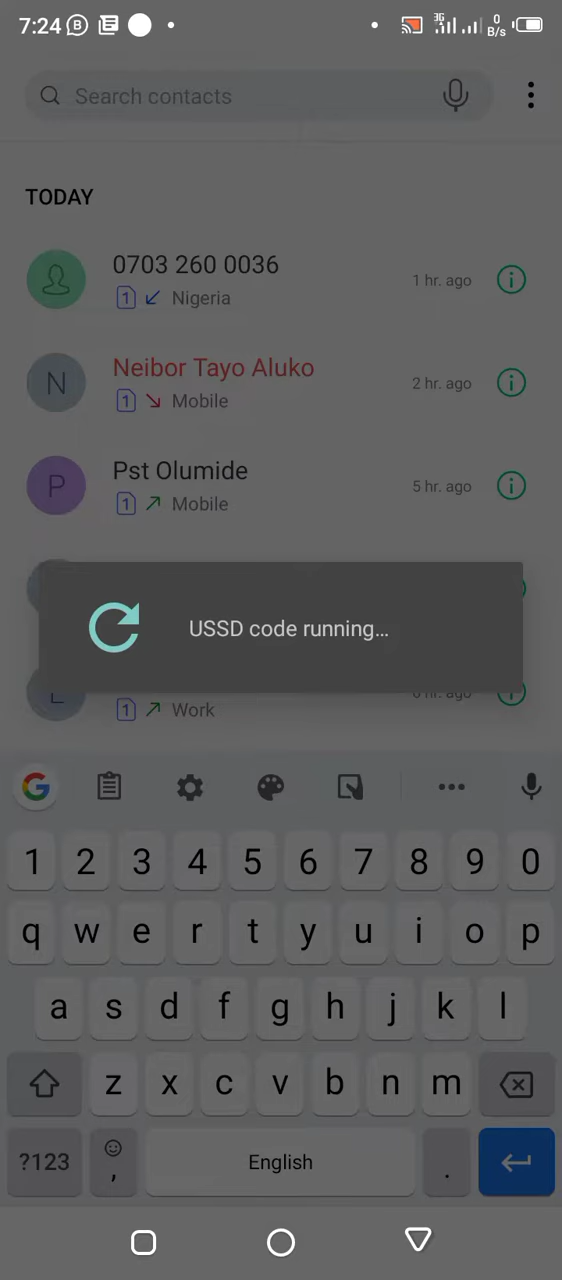 7:24 B 3G 0 B/s
Search contacts
TODAY
0703 260 0036
1 Nigeria
1 hr. ago
N
Neibor Tayo Aluko
1 Mobile
2 hr. ago
P
Pst Olumide
1 Mobile
5 hr. ago
USSD code running...
1 Work
G
1 2 3 4 5 6 7 8 9 0
q w e r t y u i o p
a s d f g h j k l
z x c v b n m
?123 , English .